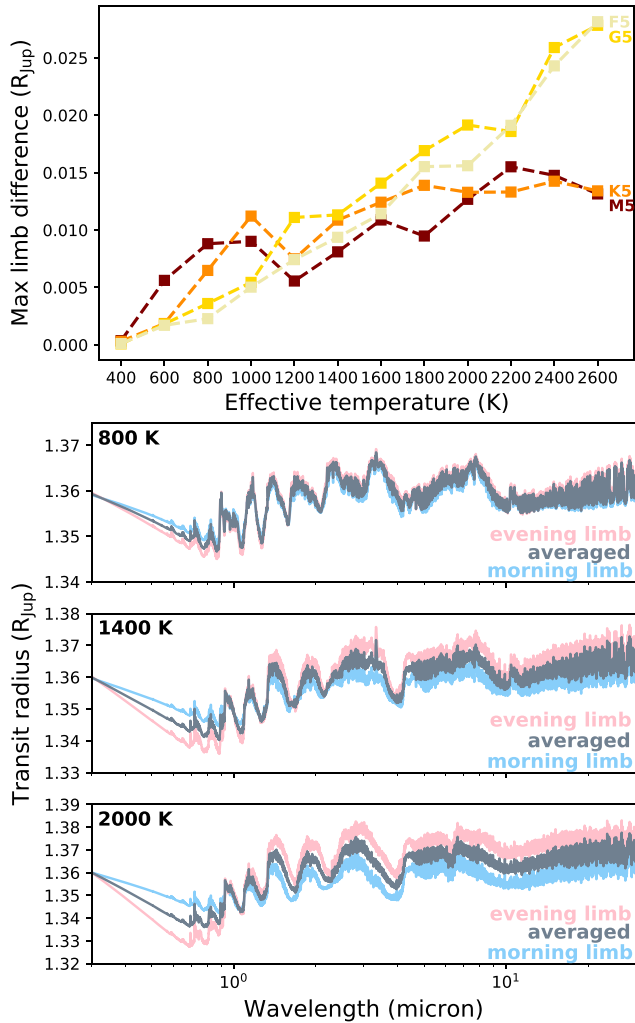 Max limb difference (R_Jup)
0.025
0.020
0.015
0.010
0.005
0.000
F5
G5
K5
M5
400 600 800 1000 1200 1400 1600 1800 2000 2200 2400 2600
Effective temperature (K)
Transit radius (R_Jup)
800 K
1.37
1.36
1.35
1.34
evening limb
averaged
morning limb
1400 K
1.38
1.37
1.36
1.35
1.34
1.33
evening limb
averaged
morning limb
2000 K
1.39
1.38
1.37
1.36
1.35
1.34
1.33
1.32
evening limb
averaged
morning limb
10⁰ 10¹
Wavelength (micron)